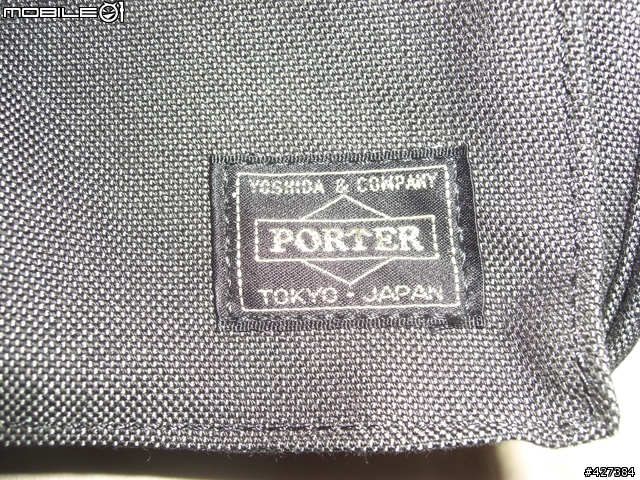 MOBILE01
YOSHIDA & COMPANY
PORTER
TOKYO · JAPAN
#427384